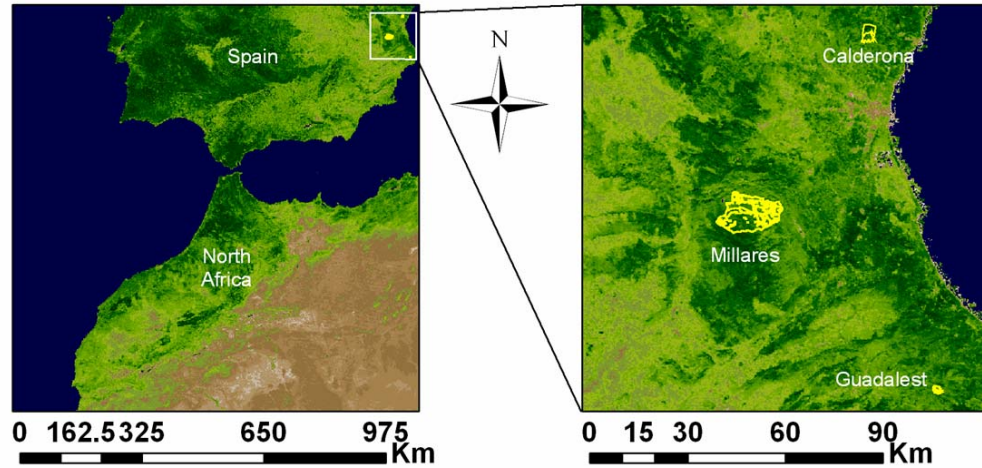 Spain
North
Africa
0 162.5 325 650 975
Km
N
Calderona
Millares
Guadalest
0 15 30 60 90
Km